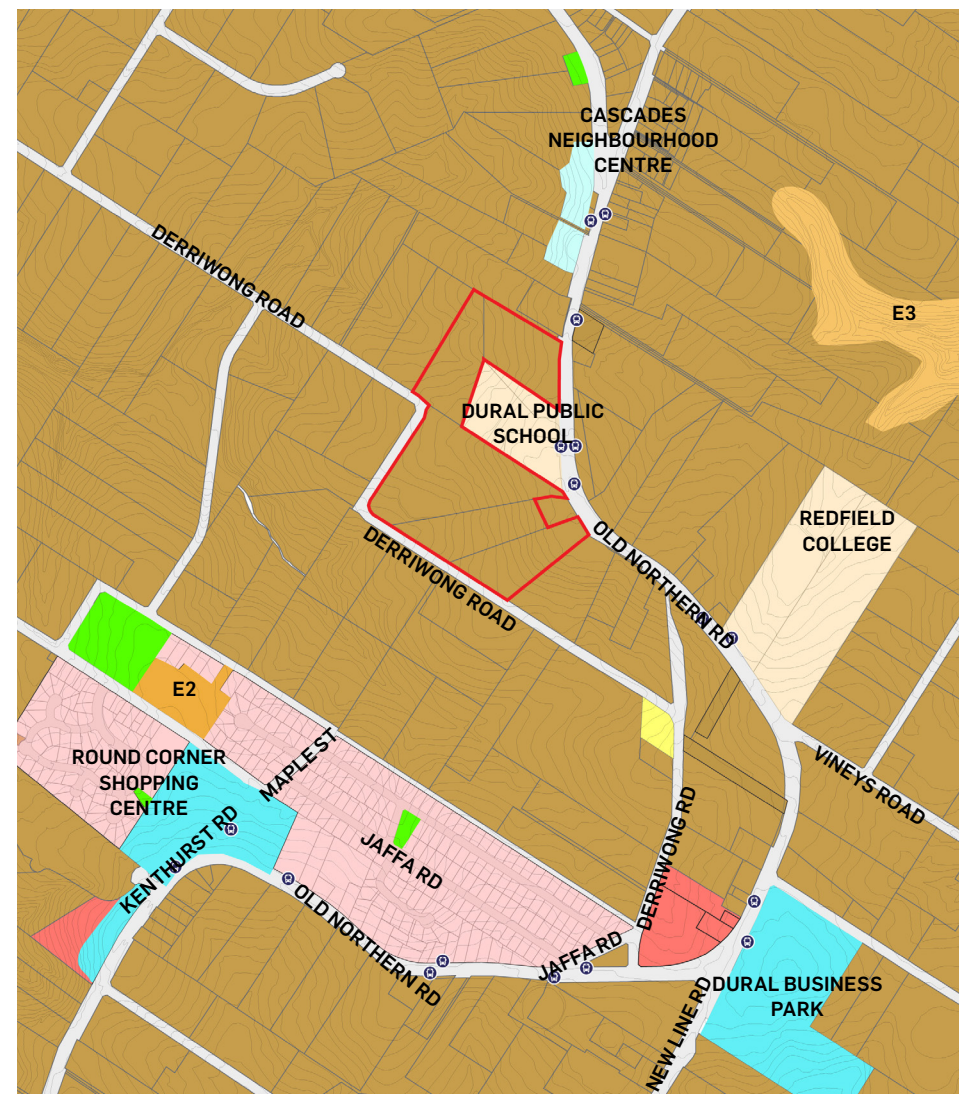 CASCADES
NEIGHBOURHOOD
CENTRE
DERRIWONG ROAD
E3
DURAL PUBLIC
SCHOOL
REDFIELD
COLLEGE
OLD NORTHERN RD
DERRIWONG ROAD
E2
ROUND CORNER
SHOPPING
CENTRE
MAPLE ST
VINEYS ROAD
KENTHURST RD
JAFFA RD
DERRIWONG RD
OLD NORTHERN RD
JAFFA RD
DURAL BUSINESS
PARK
NEW LINE RD